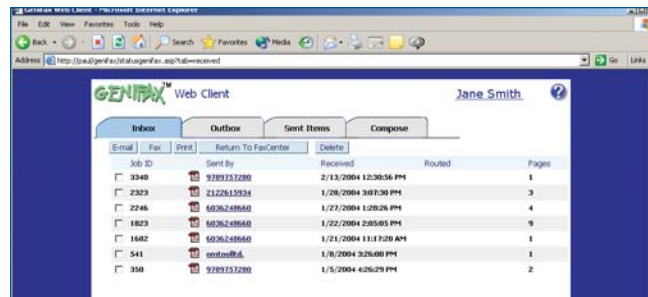 Genifax Web Client - Microsoft Internet Explorer
File Edit View Favorites Tools Help
Back Search Favorites Media
Address http://paul/genifax/statusgenifax.asp?tab=received Go Links
GENIFAX™ Web Client Jane Smith ?
Inbox Outbox Sent Items Compose
E-mail Fax Print Return To FaxCenter Delete
Job ID Sent By Received Routed Pages
3340 9789757280 2/13/2004 12:30:56 PM 1
2323 2122615934 1/28/2004 3:07:30 PM 3
2246 6036248660 1/27/2004 1:28:26 PM 4
1823 6036248660 1/22/2004 2:05:05 PM 9
1682 6036248660 1/21/2004 11:17:20 AM 1
541 omtoolltd. 1/8/2004 3:26:00 PM 1
350 9789757280 1/5/2004 4:26:29 PM 2